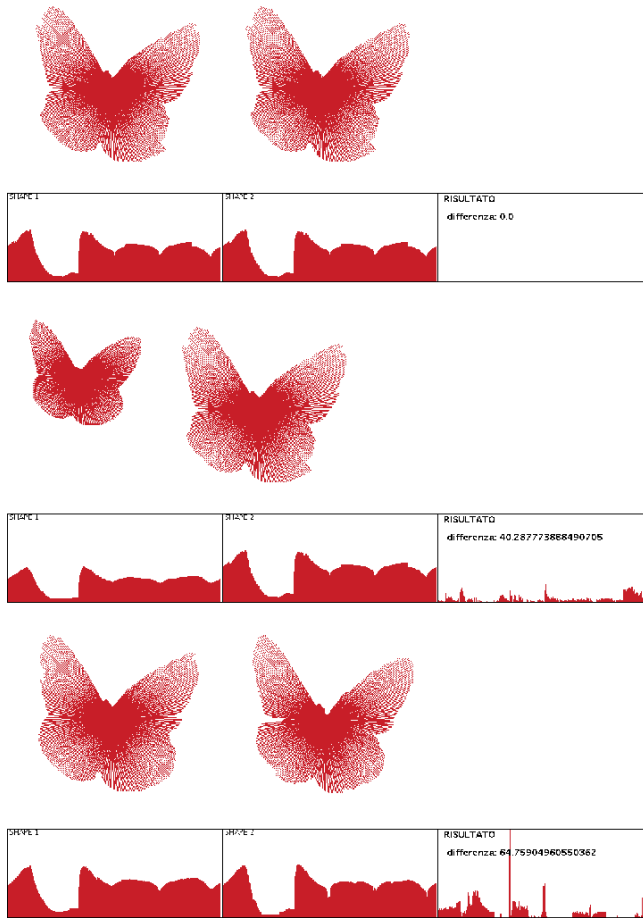 SHAPE 1
SHAPE 2
RISULTATO
differenza: 0.0
SHAPE 1
SHAPE 2
RISULTATO
differenza: 40.287773868490705
SHAPE 1
SHAPE 2
RISULTATO
differenza: 64.75904960550362